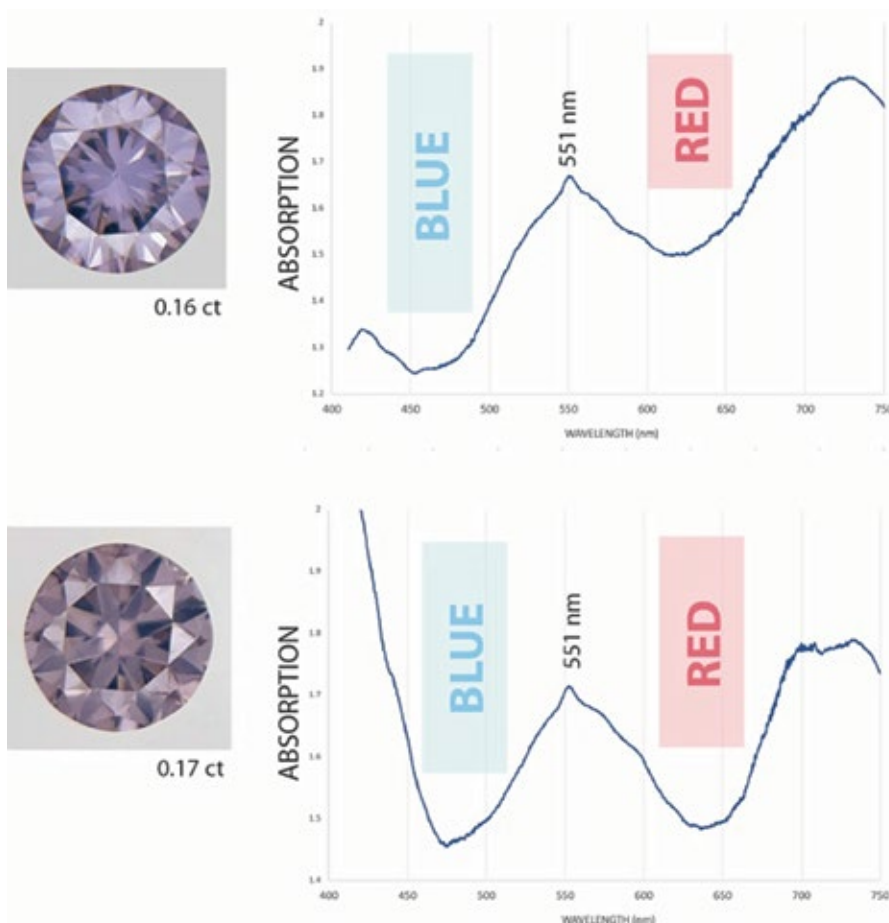 2
1.9
1.8
1.7
1.6
1.5
1.4
1.3
1.2
ABSORPTION
BLUE
551 nm
RED
0.16 ct
400 450 500 550 600 650 700 750
WAVELENGTH (nm)
2
1.9
1.8
1.7
1.6
1.5
1.4
ABSORPTION
BLUE
551 nm
RED
0.17 ct
400 450 500 550 600 650 700 750
WAVELENGTH (nm)